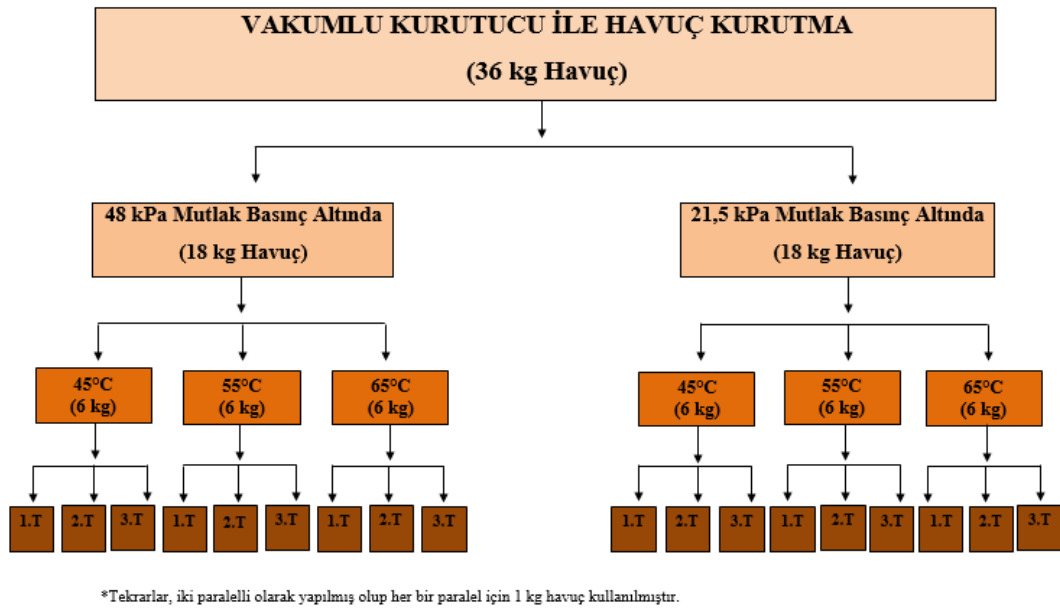 VAKUMLU KURUTUCU İLE HAVUÇ KURUTMA
(36 kg Havuç)
48 kPa Mutlak Basınç Altında
(18 kg Havuç)
21,5 kPa Mutlak Basınç Altında
(18 kg Havuç)
45°C
(6 kg)
55°C
(6 kg)
65°C
(6 kg)
45°C
(6 kg)
55°C
(6 kg)
65°C
(6 kg)
1.T
2.T
3.T
1.T
2.T
3.T
1.T
2.T
3.T
1.T
2.T
3.T
1.T
2.T
3.T
1.T
2.T
3.T
*Tekrarlar, iki paralelli olarak yapılmış olup her bir paralel için 1 kg havuç kullanılmıştır.